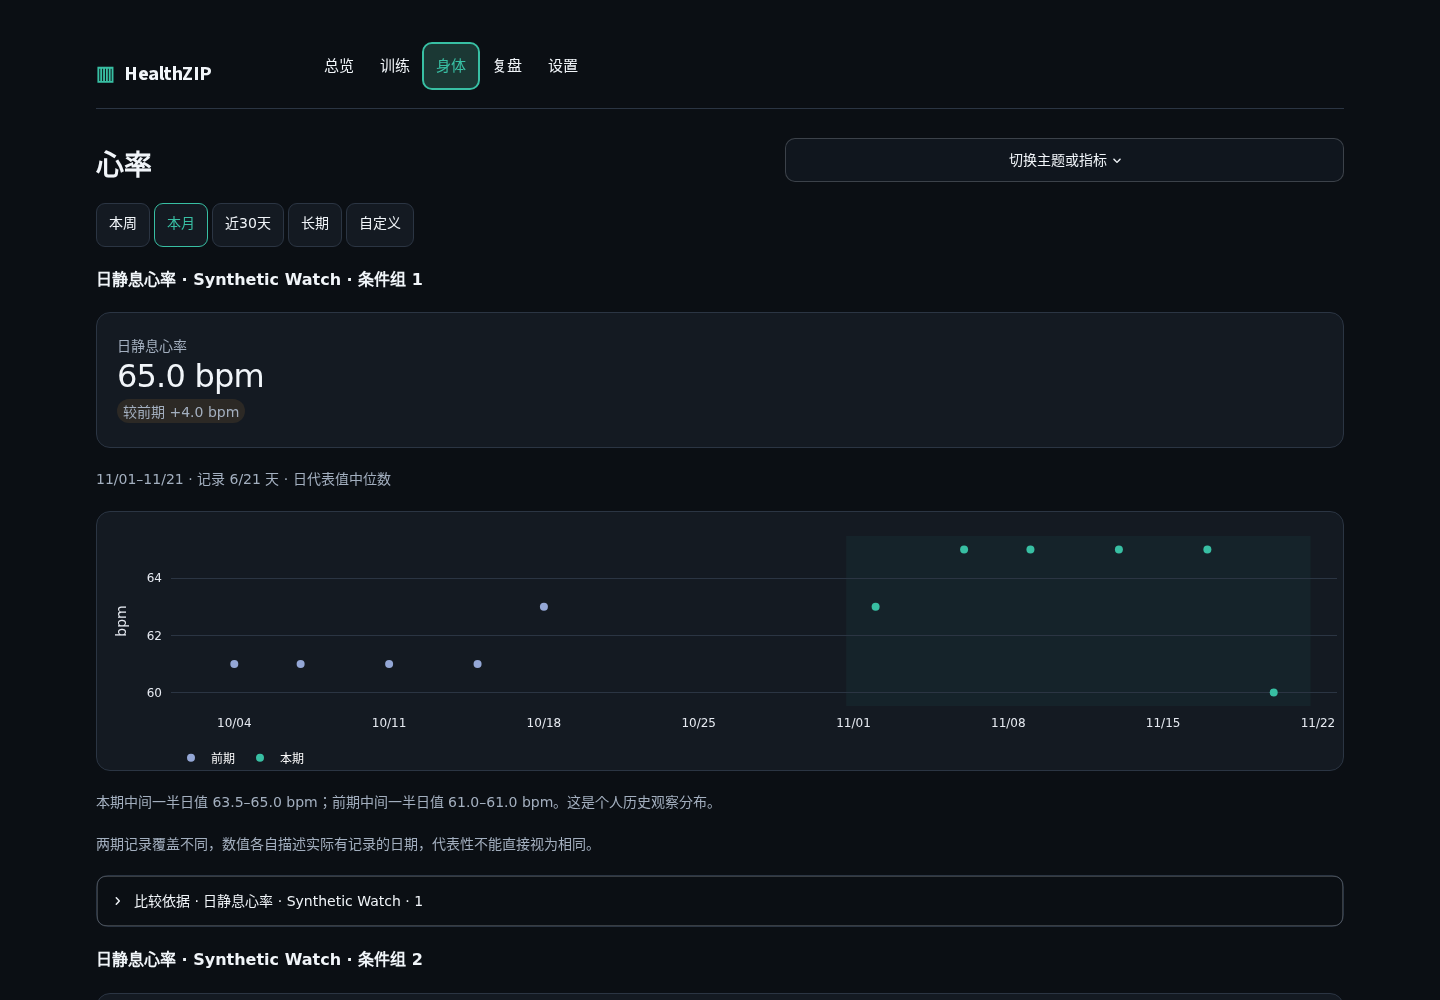 HealthZIP
总览 训练 身体 复盘 设置
心率
切换主题或指标
本周 本月 近30天 长期 自定义
日静息心率 · Synthetic Watch · 条件组 1
日静息心率
65.0 bpm
较前期 +4.0 bpm
11/01–11/21 · 记录 6/21 天 · 日代表值中位数
64
62
60
bpm
10/04 10/11 10/18 10/25 11/01 11/08 11/15 11/22
前期 本期
本期中间一半日值 63.5–65.0 bpm；前期中间一半日值 61.0–61.0 bpm。这是个人历史观察分布。
两期记录覆盖不同，数值各自描述实际有记录的日期，代表性不能直接视为相同。
比较依据 · 日静息心率 · Synthetic Watch · 1
日静息心率 · Synthetic Watch · 条件组 2